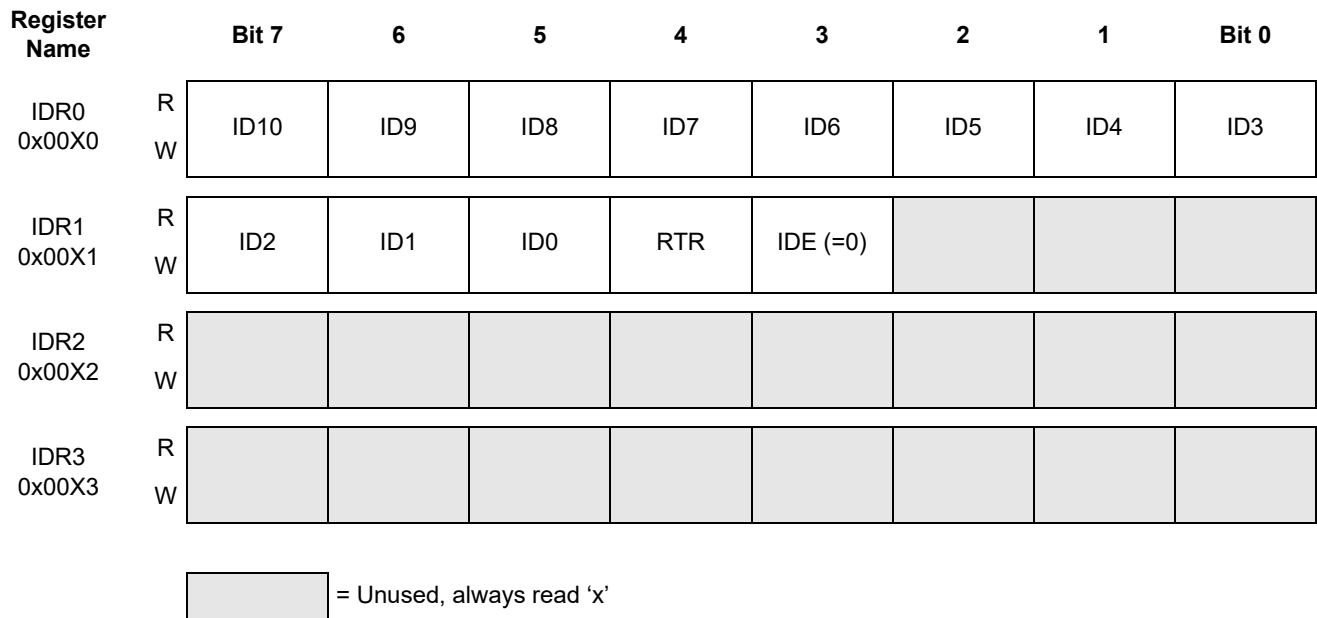 Register Name Bit 7 6 5 4 3 2 1 Bit 0
IDR0 0x00X0 R W ID10 ID9 ID8 ID7 ID6 ID5 ID4 ID3
IDR1 0x00X1 R W ID2 ID1 ID0 RTR IDE (=0)
IDR2 0x00X2 R W
IDR3 0x00X3 R W
= Unused, always read ‘x’